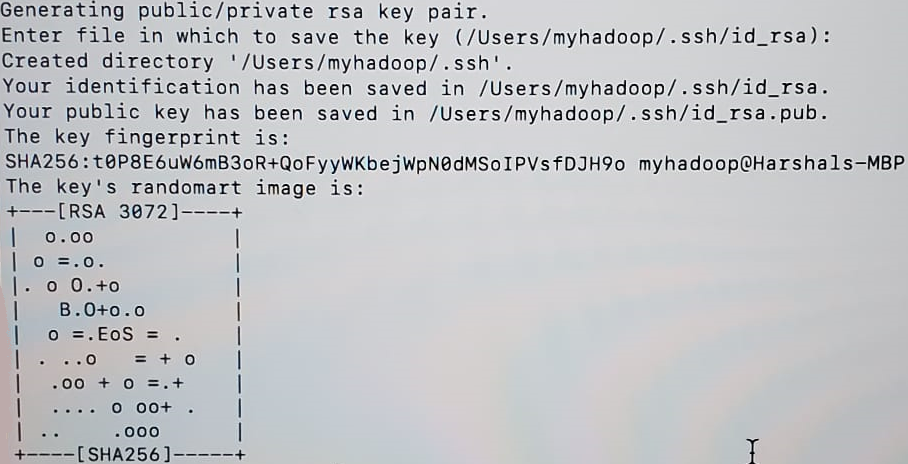 Generating public/private rsa key pair.
Enter file in which to save the key (/Users/myhadoop/.ssh/id_rsa):
Created directory '/Users/myhadoop/.ssh'.
Your identification has been saved in /Users/myhadoop/.ssh/id_rsa.
Your public key has been saved in /Users/myhadoop/.ssh/id_rsa.pub.
The key fingerprint is:
SHA256:t0P8E6uW6mB3oR+QoFyyWKbejWpN0dMSoIPVsfDJH9o myhadoop@Harshals-MBP
The key's randomart image is:
+---[RSA 3072]----+
|  o.oo           |
| o =.o.          |
|. o O.+o         |
|   B.O+o.o       |
|  o =.EoS = .    |
| . ..o   = + o   |
|  .oo + o =.+    |
|  .... o oo+ .   |
| ..     .ooo     |
+----[SHA256]-----+